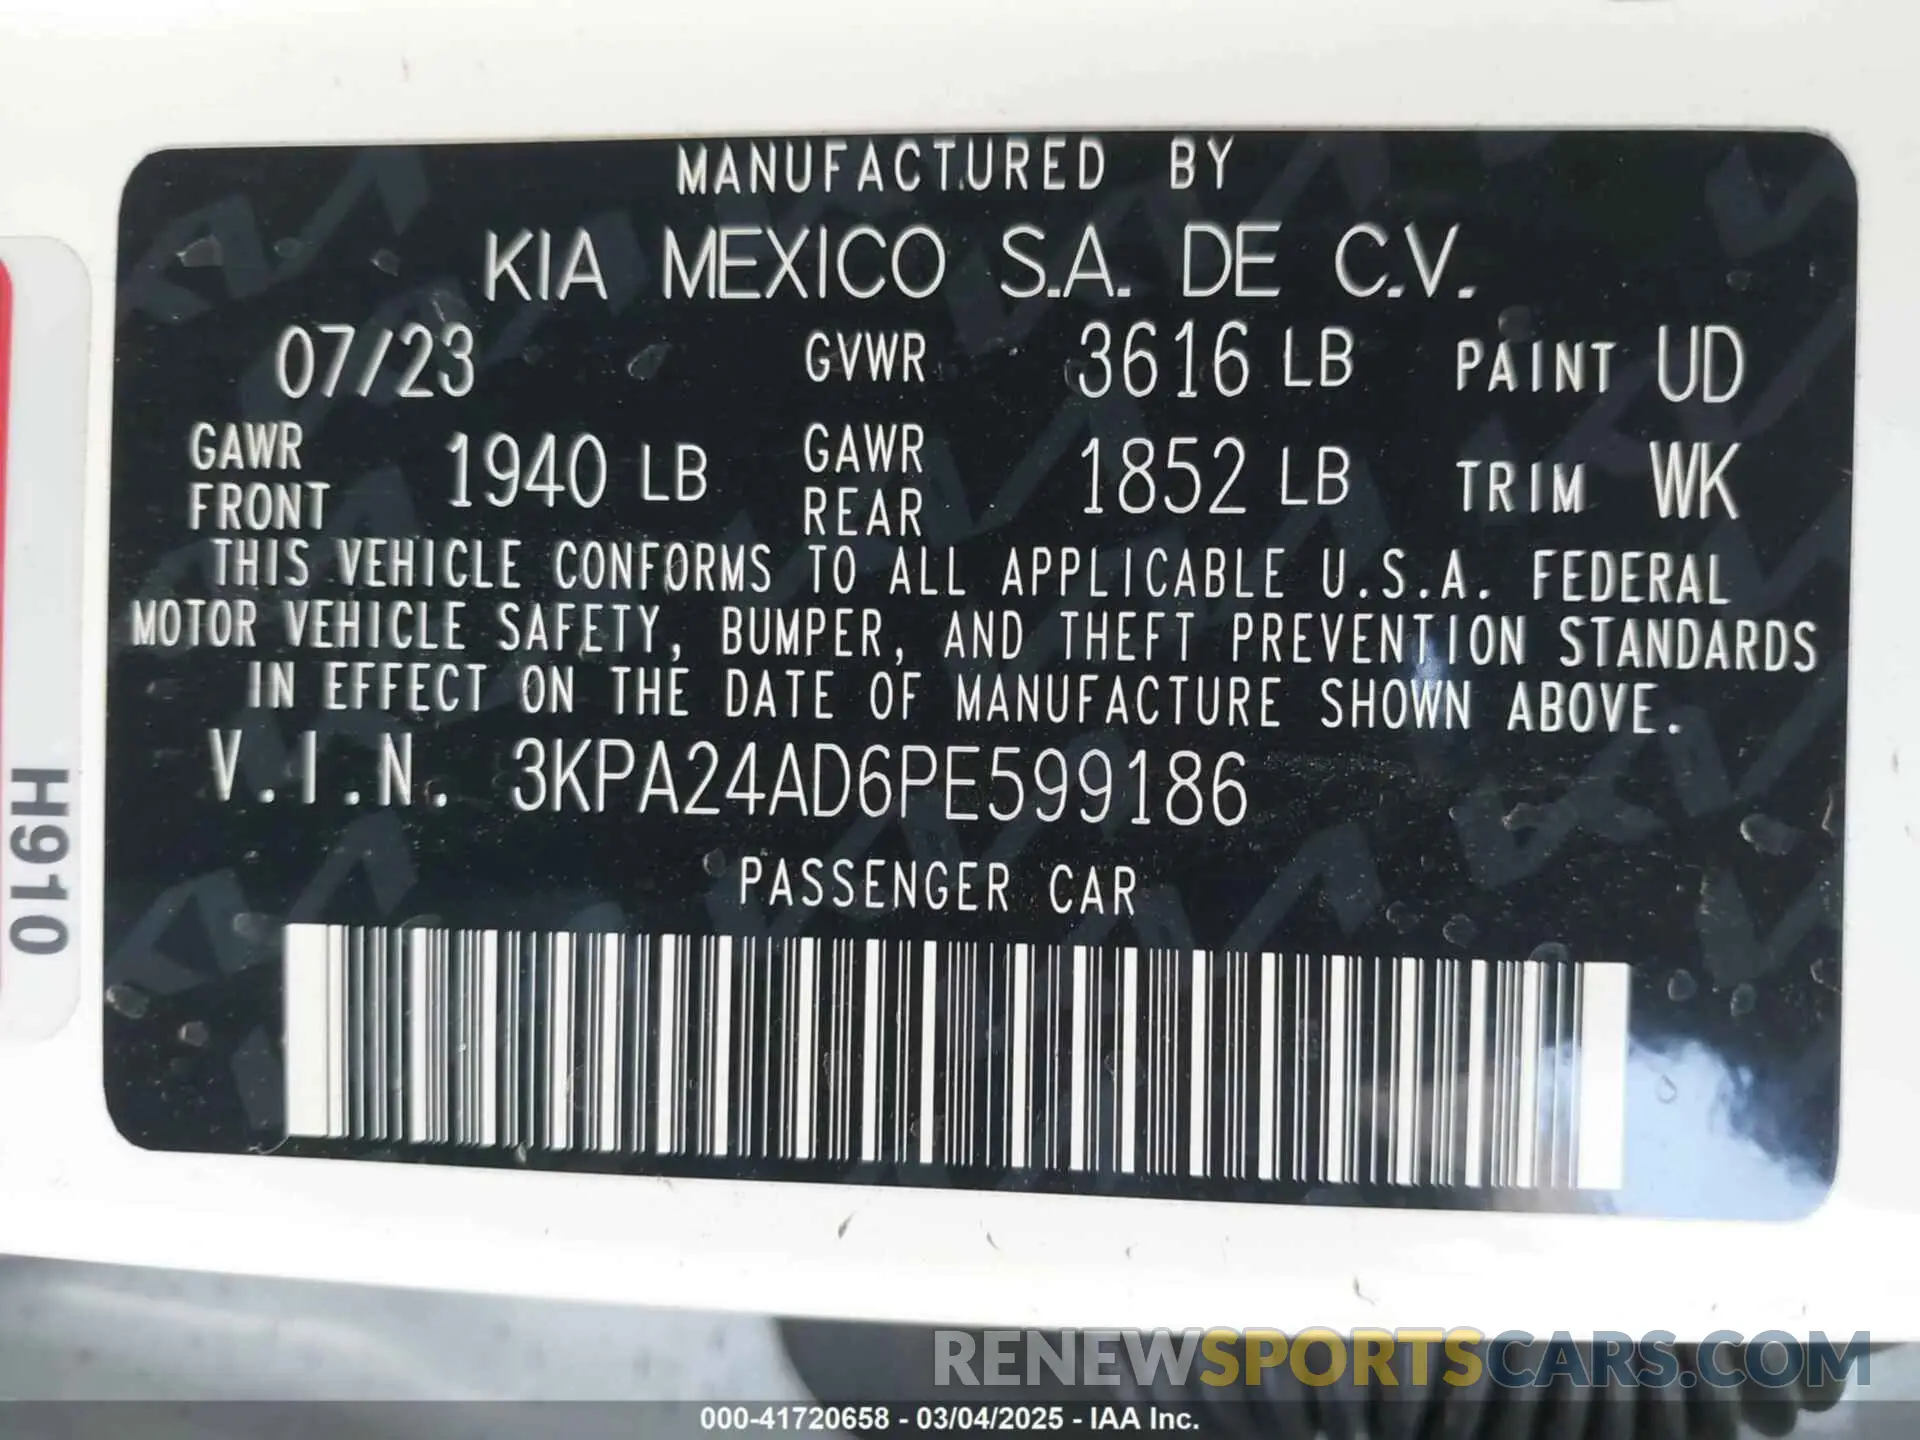 MANUFACTURED BY
KIA MEXICO S.A. DE C.V.
07/23 GVWR 3616 LB PAINT UD
GAWR FRONT 1940 LB GAWR REAR 1852 LB TRIM WK
THIS VEHICLE CONFORMS TO ALL APPLICABLE U.S.A. FEDERAL
MOTOR VEHICLE SAFETY, BUMPER, AND THEFT PREVENTION STANDARDS
IN EFFECT ON THE DATE OF MANUFACTURE SHOWN ABOVE.
V.I.N. 3KPA24AD6PE599186
PASSENGER CAR
H910
RENEWSPORTSCARS.COM
000-41720658 - 03/04/2025 - IAA Inc.